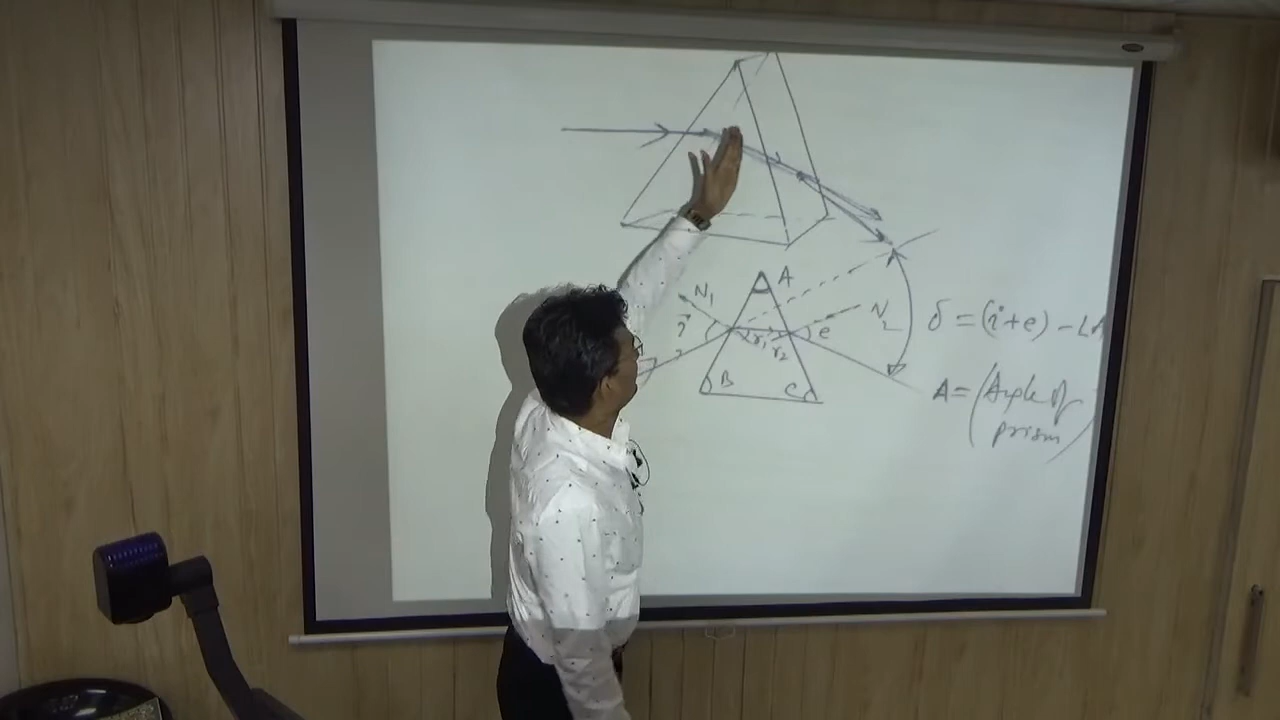 A
N₁
N₂
i
r₁
r₂
e
B
C
δ = (i+e) - ∠A
A = (Angle of
prism)